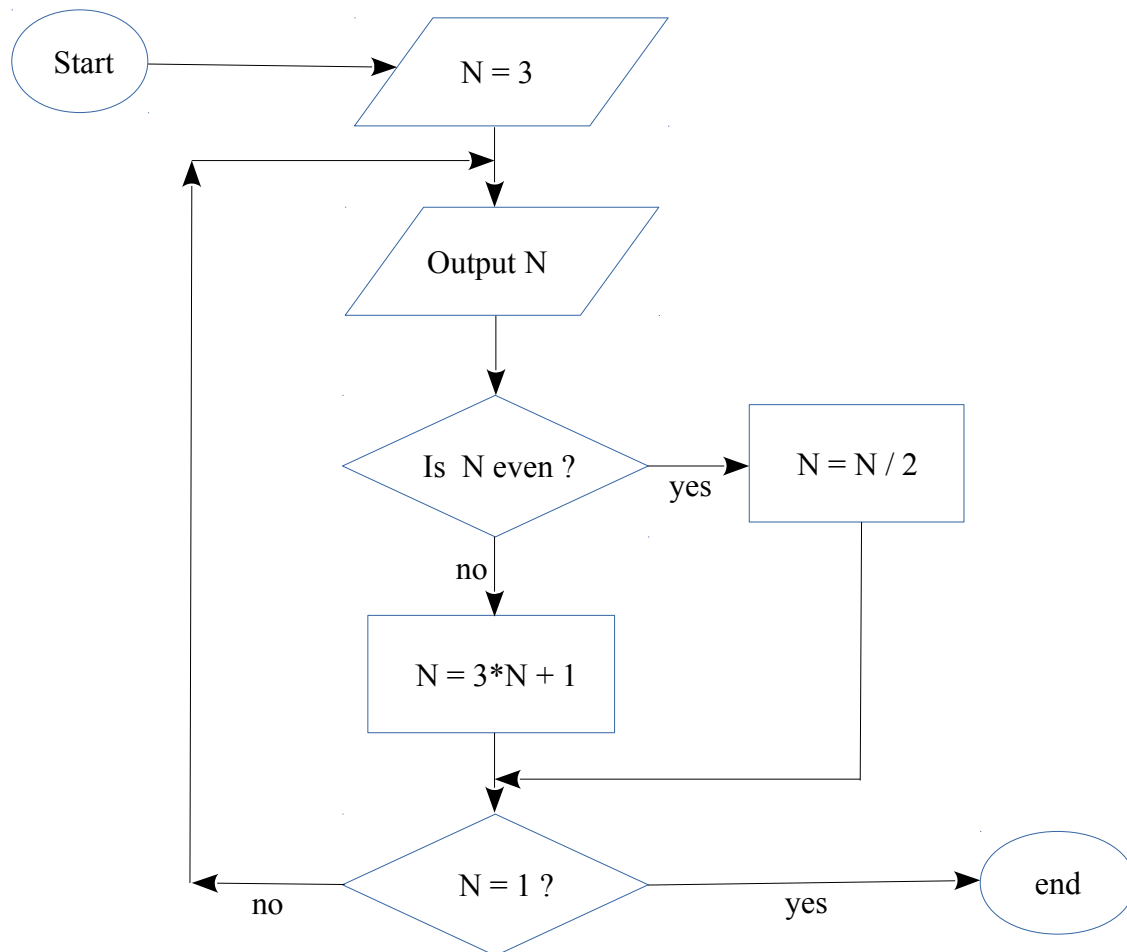 Start
N = 3
Output N
Is N even ?
yes
N = N / 2
no
N = 3*N + 1
N = 1 ?
no
yes
end